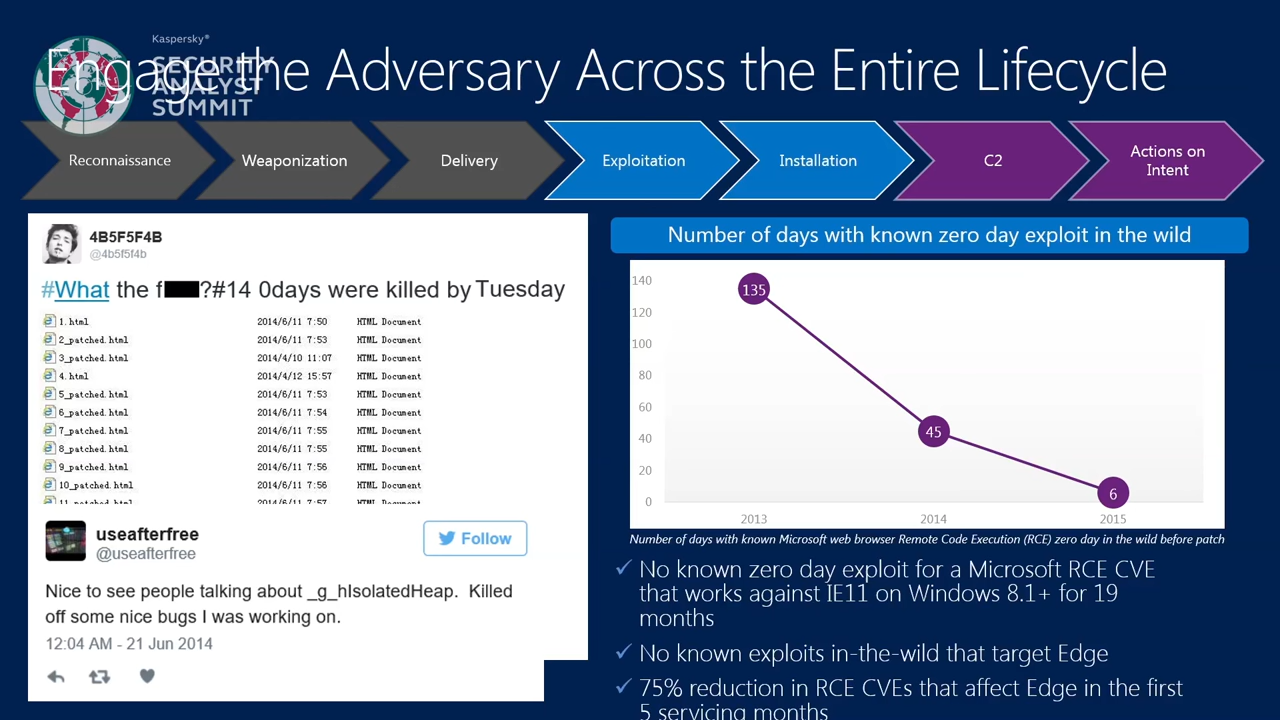 Kaspersky®
SECURITY
ANALYST
SUMMIT
Engage the Adversary Across the Entire Lifecycle
Reconnaissance
Weaponization
Delivery
Exploitation
Installation
C2
Actions on
Intent
4B5F5F4B
@4b5f5f4b
#What the f ?#14 0days were killed by Tuesday
1.html 2014/6/11 7:50 HTML Document
2_patched.html 2014/6/11 7:53 HTML Document
3_patched.html 2014/4/10 11:07 HTML Document
4.html 2014/4/12 15:57 HTML Document
5_patched.html 2014/6/11 7:53 HTML Document
6_patched.html 2014/6/11 7:54 HTML Document
7_patched.html 2014/6/11 7:55 HTML Document
8_patched.html 2014/6/11 7:55 HTML Document
9_patched.html 2014/6/11 7:56 HTML Document
10_patched.html 2014/6/11 7:56 HTML Document
11_patched.html 2014/6/11 7:57 HTML Document
useafterfree
@useafterfree
Follow
Nice to see people talking about _g_hIsolatedHeap. Killed
off some nice bugs I was working on.
12:04 AM - 21 Jun 2014
Number of days with known zero day exploit in the wild
140
120
100
80
60
40
20
0
135
45
6
2013
2014
2015
Number of days with known Microsoft web browser Remote Code Execution (RCE) zero day in the wild before patch
✓ No known zero day exploit for a Microsoft RCE CVE
that works against IE11 on Windows 8.1+ for 19
months
✓ No known exploits in-the-wild that target Edge
✓ 75% reduction in RCE CVEs that affect Edge in the first
5 servicing months